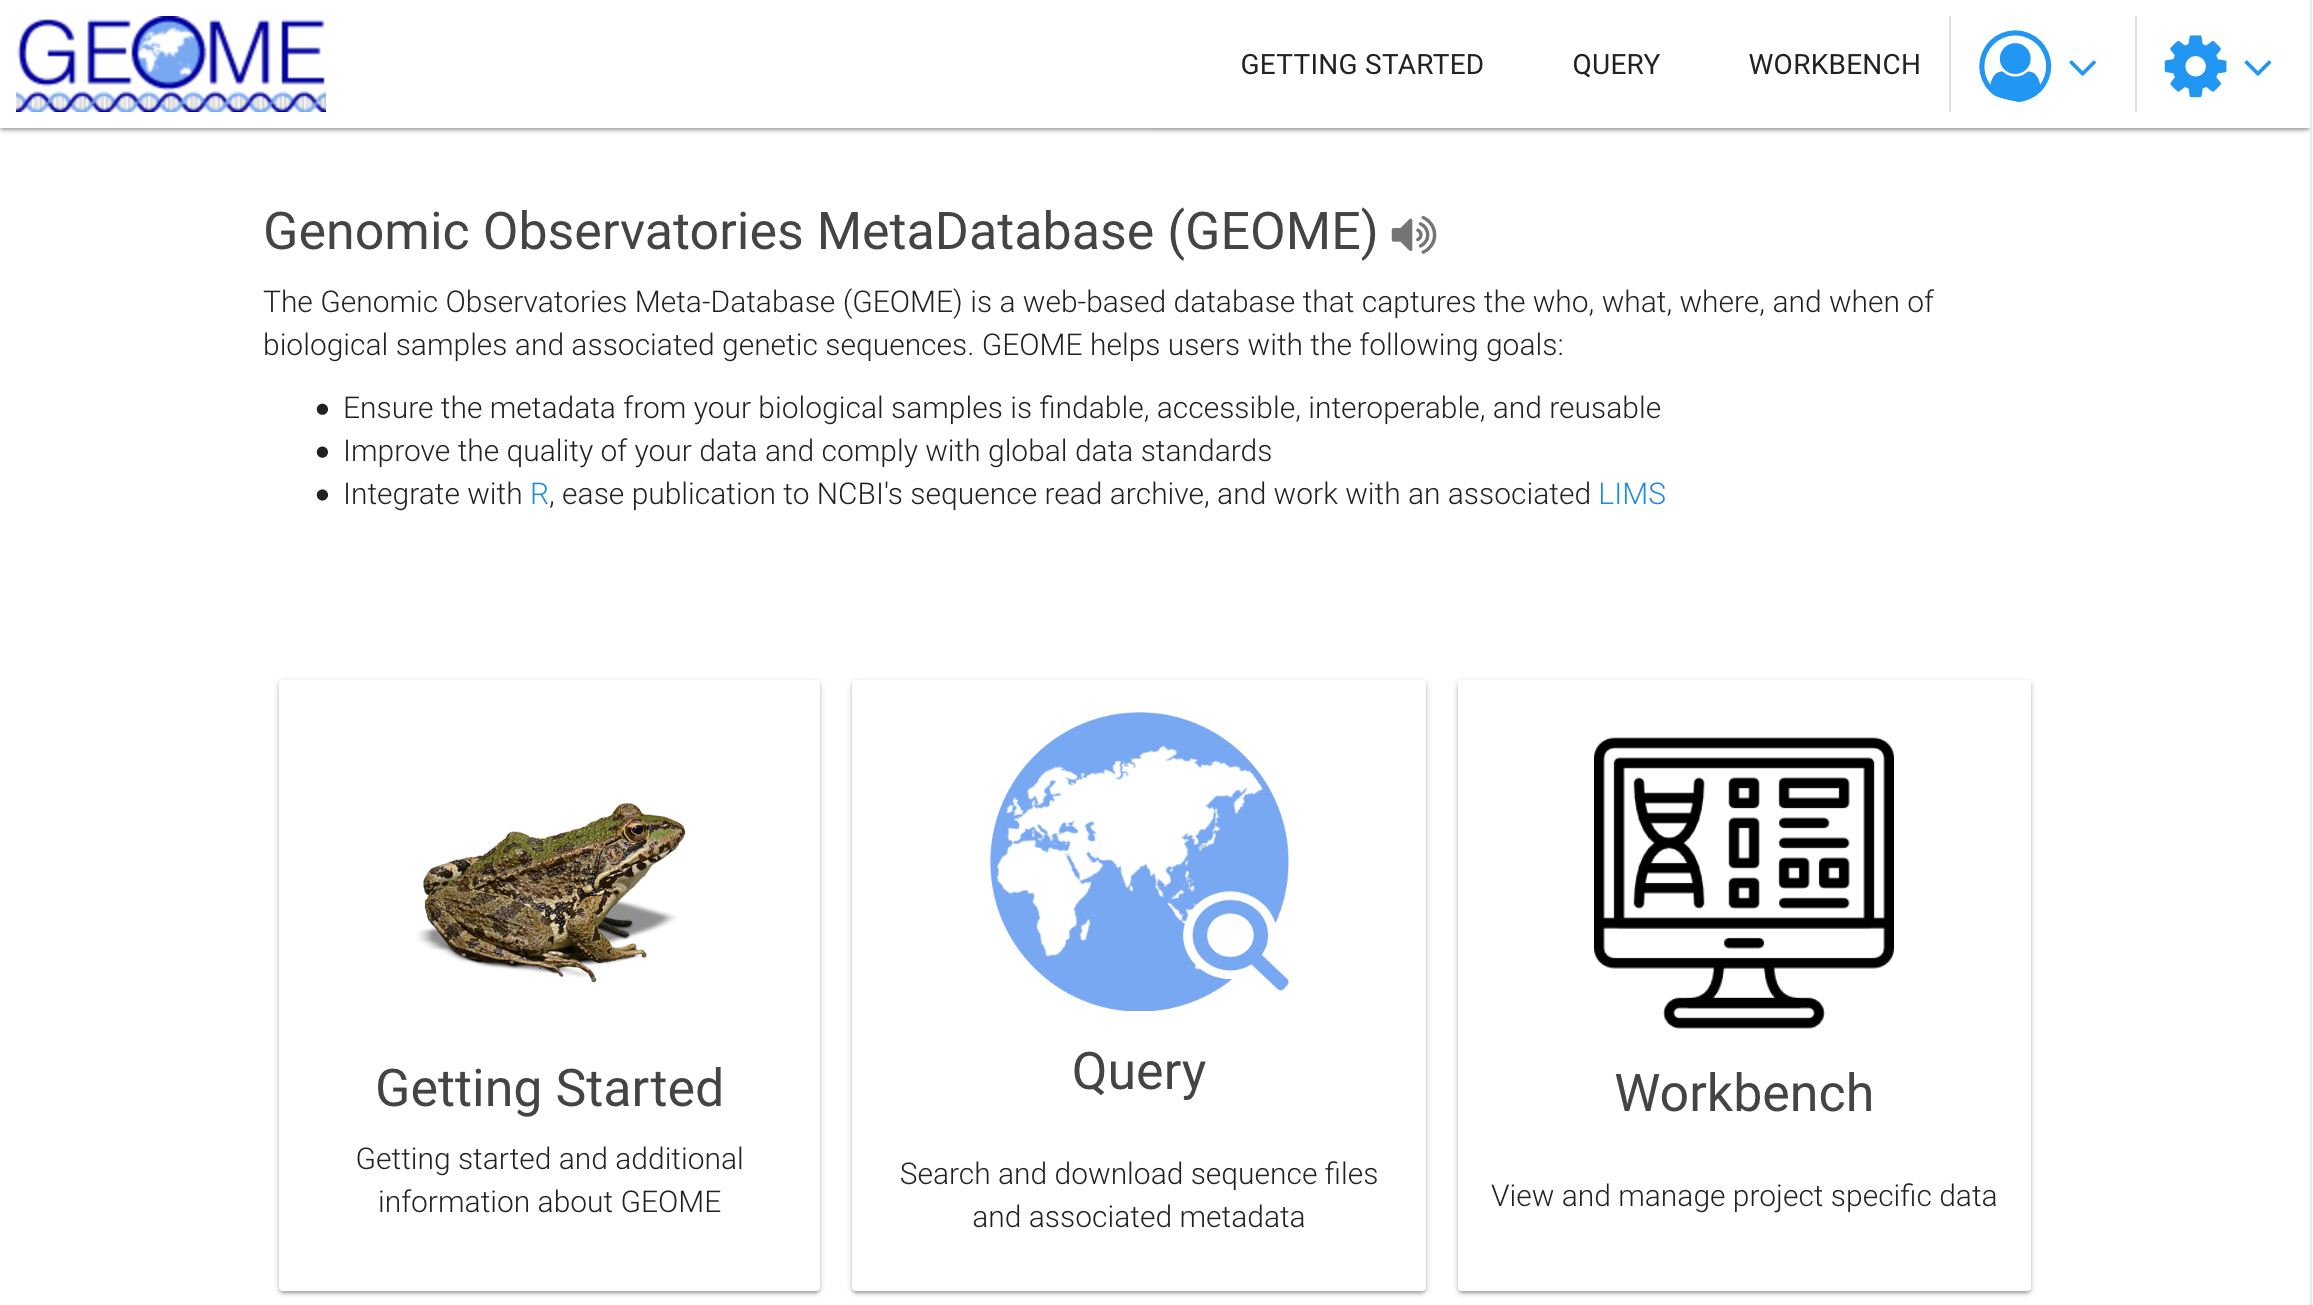 GEOME
GETTING STARTED
QUERY
WORKBENCH
Genomic Observatories MetaDatabase (GEOME)
The Genomic Observatories Meta-Database (GEOME) is a web-based database that captures the who, what, where, and when of
biological samples and associated genetic sequences. GEOME helps users with the following goals:
Ensure the metadata from your biological samples is findable, accessible, interoperable, and reusable
Improve the quality of your data and comply with global data standards
Integrate with R, ease publication to NCBI's sequence read archive, and work with an associated LIMS
Getting Started
Getting started and additional
information about GEOME
Query
Search and download sequence files
and associated metadata
Workbench
View and manage project specific data